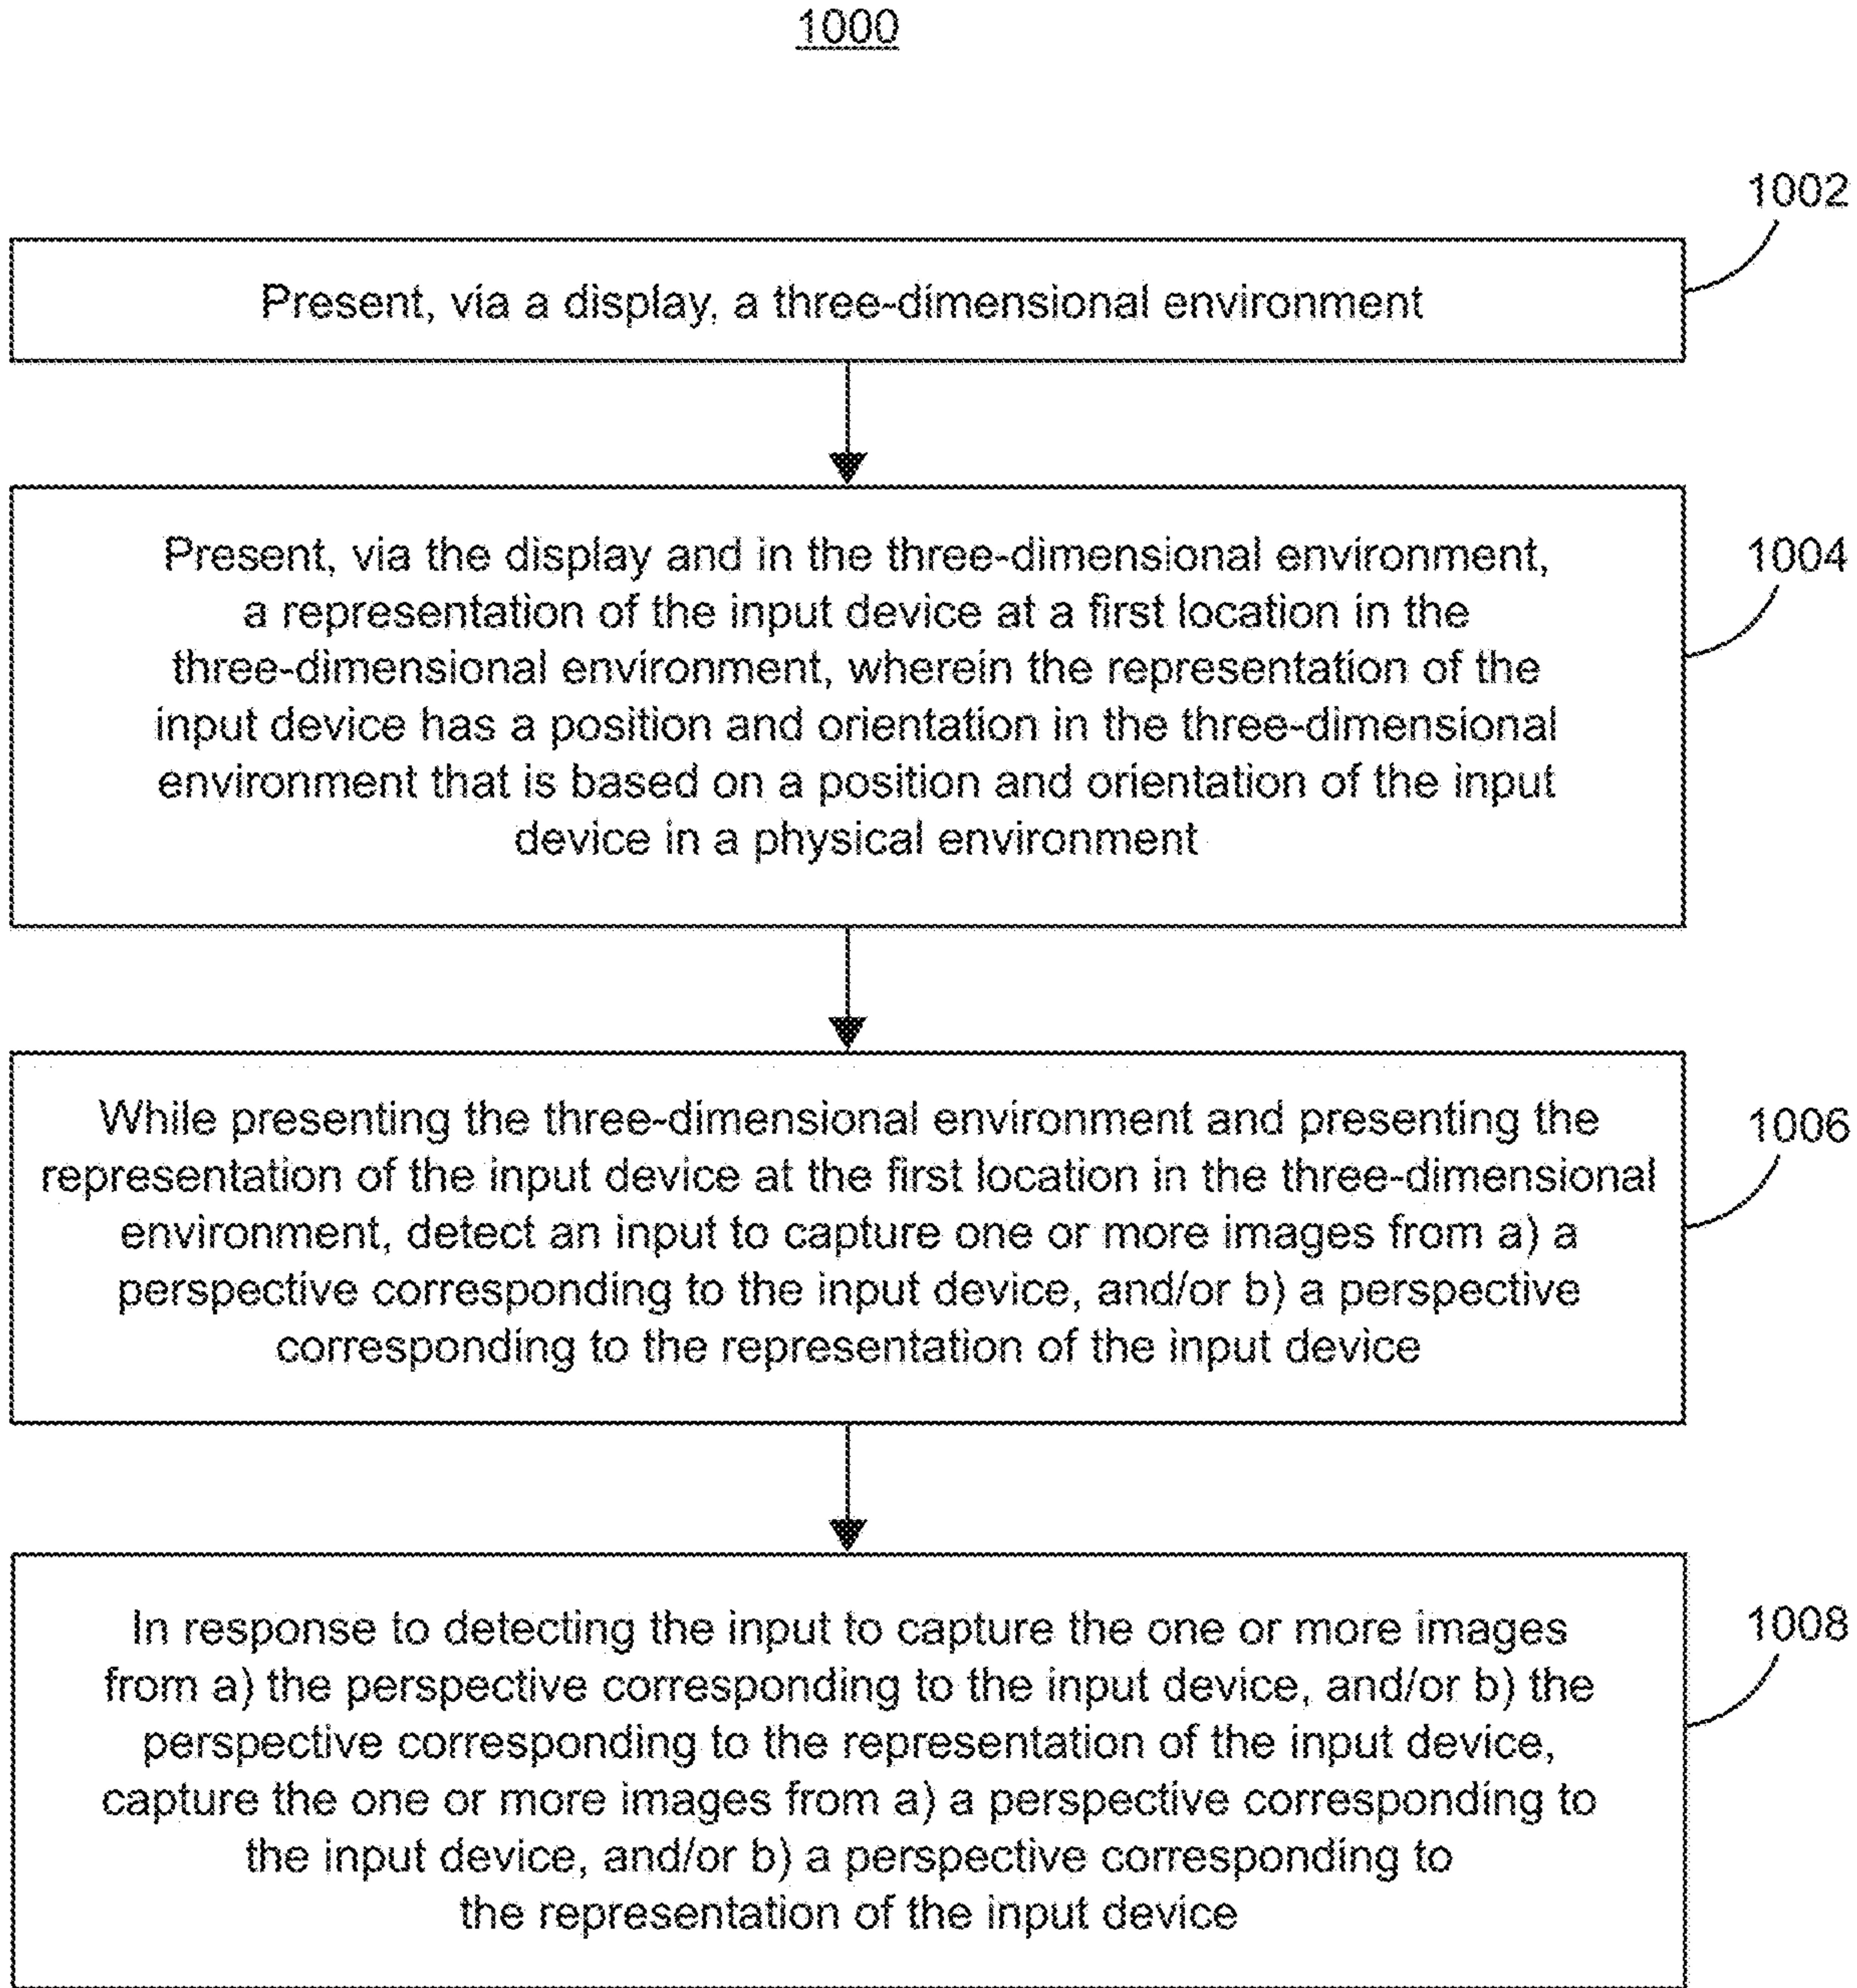 1000
1002
Present, via a display, a three-dimensional environment
1004
Present, via the display and in the three-dimensional environment,
a representation of the input device at a first location in the
three-dimensional environment, wherein the representation of the
input device has a position and orientation in the three-dimensional
environment that is based on a position and orientation of the input
device in a physical environment
1006
While presenting the three-dimensional environment and presenting the
representation of the input device at the first location in the three-dimensional
environment, detect an input to capture one or more images from a) a
perspective corresponding to the input device, and/or b) a perspective
corresponding to the representation of the input device
1008
In response to detecting the input to capture the one or more images
from a) the perspective corresponding to the input device, and/or b) the
perspective corresponding to the representation of the input device,
capture the one or more images from a) a perspective corresponding to
the input device, and/or b) a perspective corresponding to
the representation of the input device